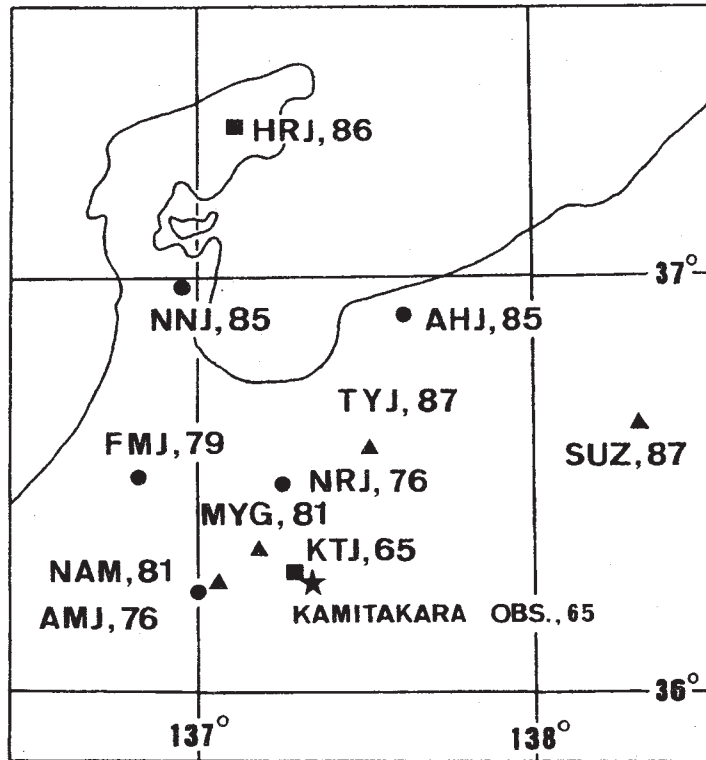 HRJ, 86
37°
NNJ, 85
AHJ, 85
TYJ, 87
FMJ, 79
SUZ, 87
NRJ, 76
MYG, 81
KTJ, 65
NAM, 81
AMJ, 76
KAMITAKARA OBS., 65
36°
137°
138°